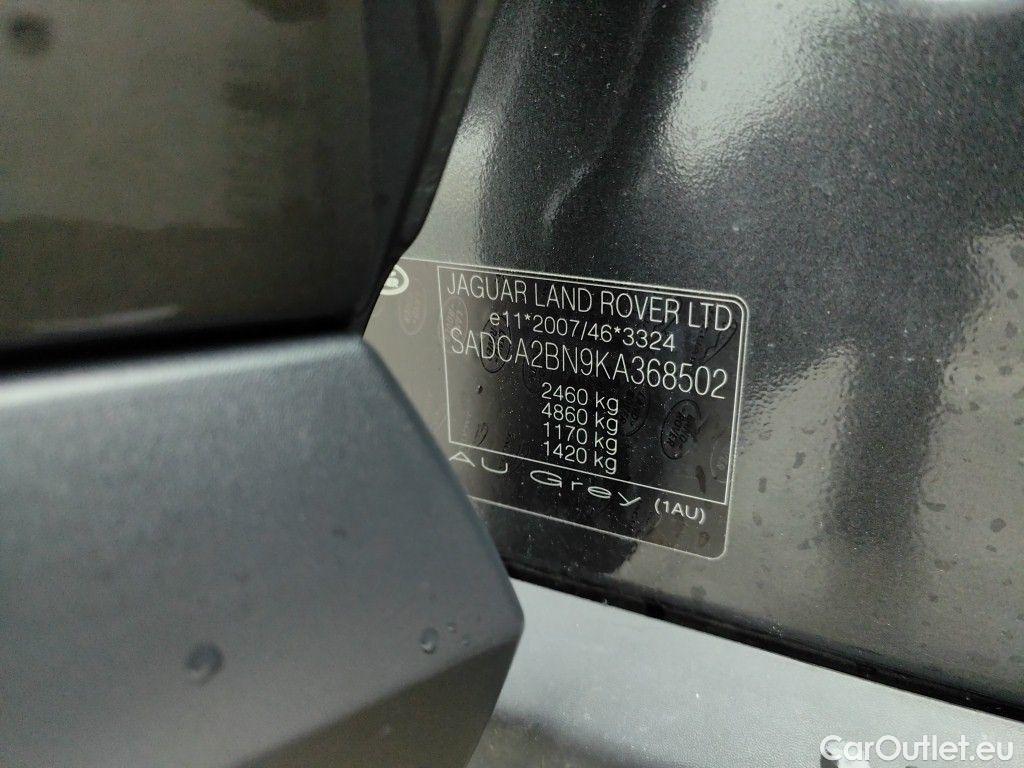 JAGUAR LAND ROVER LTD
e11*2007/46*3324
SADCA2BN9KA368502
2460 kg
4860 kg
1170 kg
1420 kg
AU Grey (1AU)
CarOutlet.eu